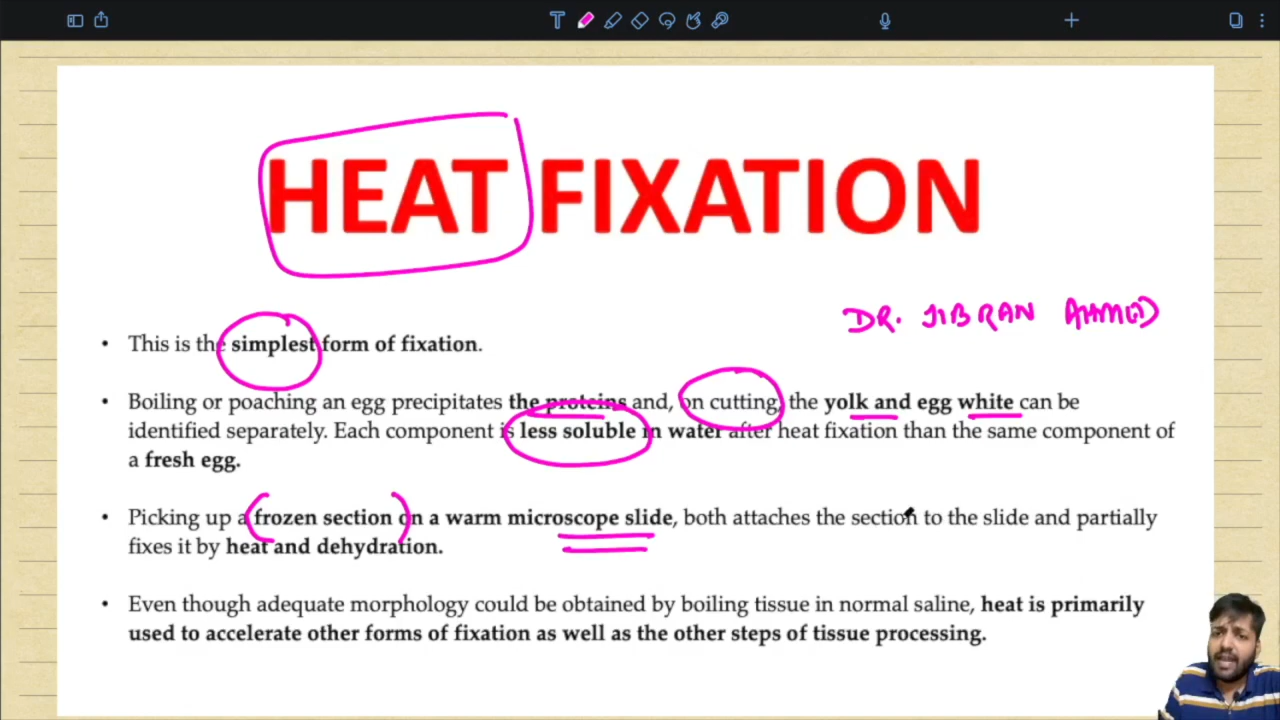 HEAT FIXATION
DR. JIBRAN AHMED
• This is the simplest form of fixation.
• Boiling or poaching an egg precipitates the proteins and, on cutting, the yolk and egg white can be
identified separately. Each component is less soluble in water after heat fixation than the same component of
a fresh egg.
• Picking up a frozen section on a warm microscope slide, both attaches the section to the slide and partially
fixes it by heat and dehydration.
• Even though adequate morphology could be obtained by boiling tissue in normal saline, heat is primarily
used to accelerate other forms of fixation as well as the other steps of tissue processing.